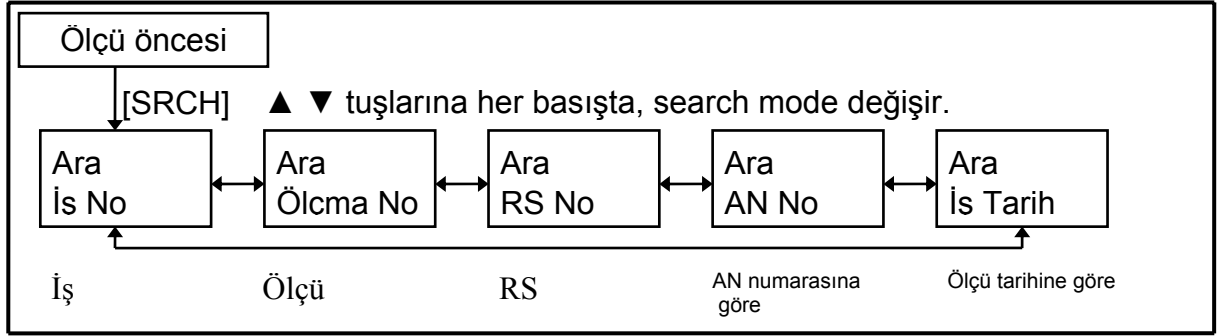 Ölçü öncesi
[SRCH] ▲ ▼ tuşlarına her basışta, search mode değişir.
Ara
İs No
Ara
Ölcma No
Ara
RS No
Ara
AN No
Ara
İs Tarih
İş
Ölçü
RS
AN numarasına
göre
Ölçü tarihine göre